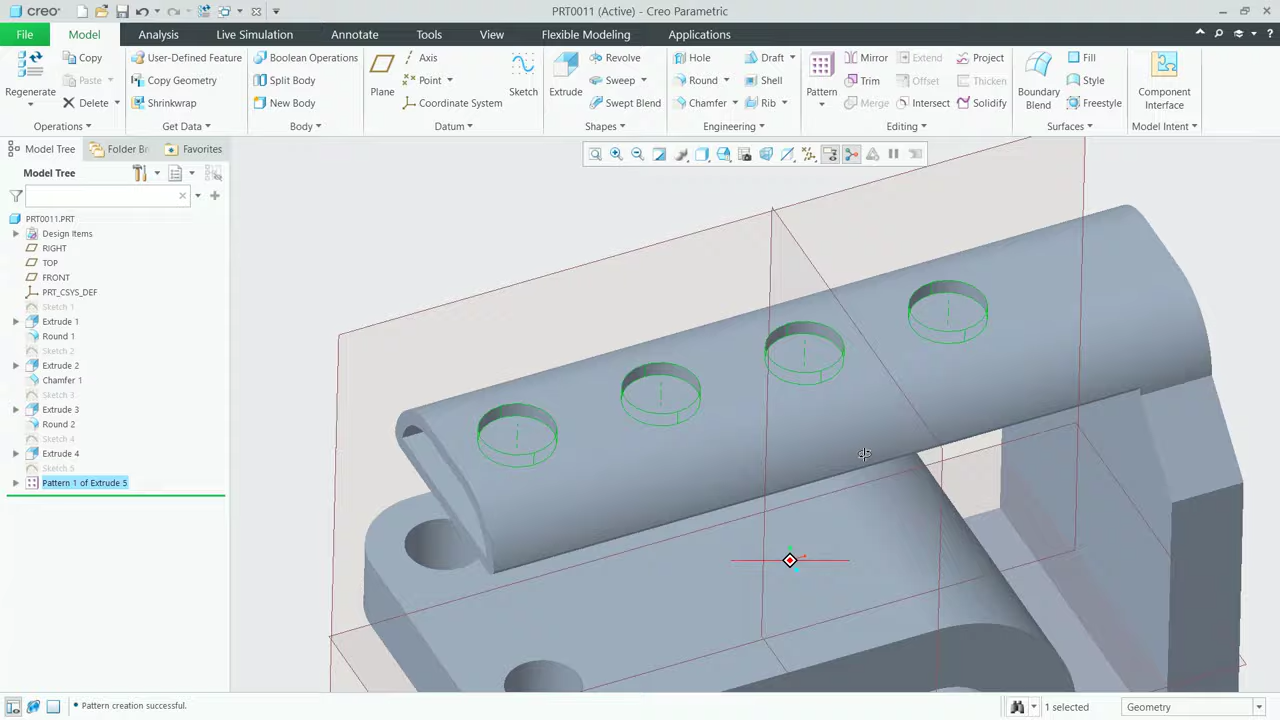 creo
PRT0011 (Active) - Creo Parametric
File Model Analysis Live Simulation Annotate Tools View Flexible Modeling Applications
Regenerate
Copy
Paste
Delete
Operations
User-Defined Feature
Copy Geometry
Shrinkwrap
Get Data
Boolean Operations
Split Body
New Body
Body
Plane
Axis
Point
Coordinate System
Sketch
Datum
Extrude
Revolve
Sweep
Swept Blend
Shapes
Hole
Round
Chamfer
Draft
Shell
Rib
Engineering
Pattern
Mirror
Trim
Merge
Extend
Offset
Intersect
Project
Thicken
Solidify
Editing
Boundary
Blend
Fill
Style
Freestyle
Surfaces
Component
Interface
Model Intent
Model Tree Folder Br Favorites
Model Tree
PRT0011.PRT
Design Items
RIGHT
TOP
FRONT
PRT_CSYS_DEF
Sketch 1
Extrude 1
Round 1
Sketch 2
Extrude 2
Chamfer 1
Sketch 3
Extrude 3
Round 2
Sketch 4
Extrude 4
Sketch 5
Pattern 1 of Extrude 5
Pattern creation successful.
1 selected
Geometry